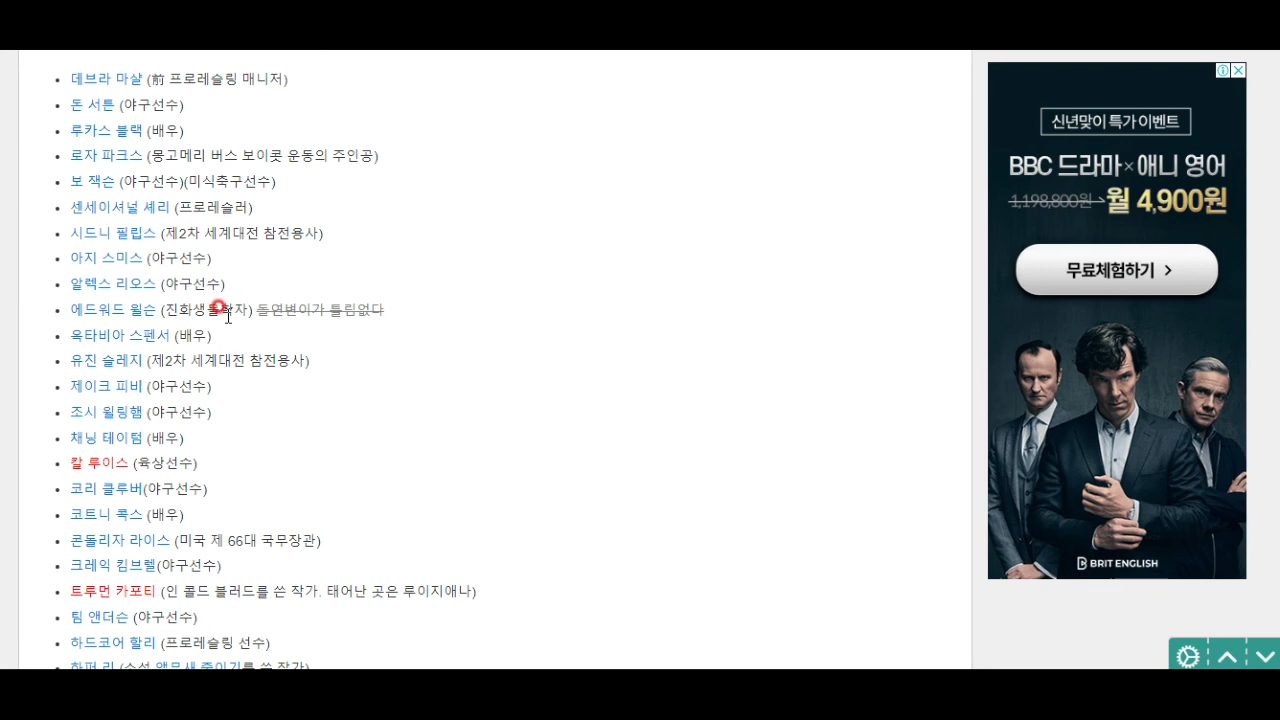 데브라 마샬 (前 프로레슬링 매니저)
돈 서튼 (야구선수)
루카스 블랙 (배우)
로자 파크스 (몽고메리 버스 보이콧 운동의 주인공)
보 잭슨 (야구선수)(미식축구선수)
센세이셔널 셰리 (프로레슬러)
시드니 필립스 (제2차 세계대전 참전용사)
아지 스미스 (야구선수)
알렉스 리오스 (야구선수)
에드워드 윌슨 (진화생물학자) 돌연변이가 틀림없다
옥타비아 스펜서 (배우)
유진 슬레지 (제2차 세계대전 참전용사)
제이크 피비 (야구선수)
조시 윌링햄 (야구선수)
채닝 테이텀 (배우)
칼 루이스 (육상선수)
코리 클루버(야구선수)
코트니 콕스 (배우)
콘돌리자 라이스 (미국 제 66대 국무장관)
크레익 킴브렐(야구선수)
트루먼 카포티 (인 콜드 블러드를 쓴 작가. 태어난 곳은 루이지애나)
팀 앤더슨 (야구선수)
하드코어 할리 (프로레슬링 선수)
하퍼 리 (소설 앵무새 죽이기를 쓴 작가)
신년맞이 특가 이벤트
BBC 드라마×애니 영어
1,198,800원 > 월 4,900원
무료체험하기 >
BRIT ENGLISH